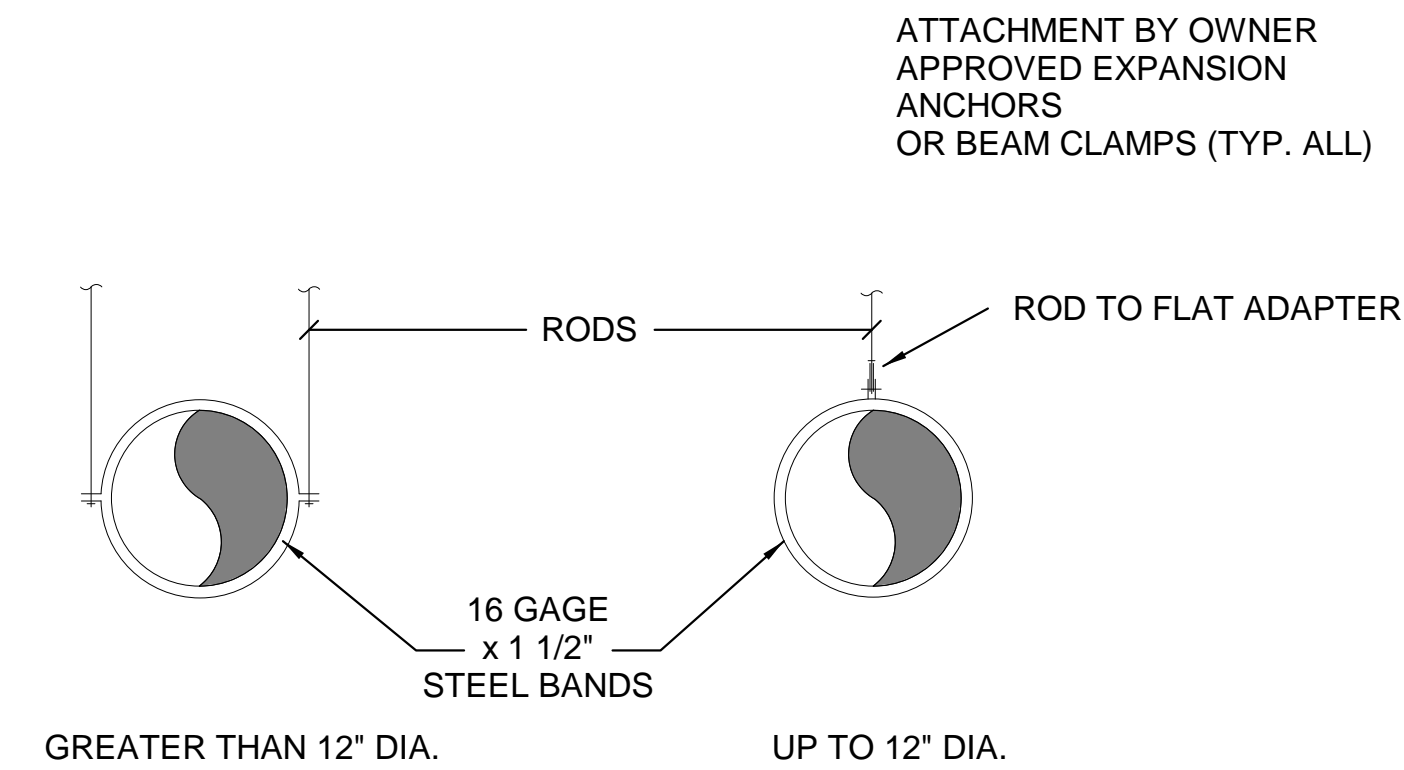 ATTACHMENT BY OWNER
APPROVED EXPANSION
ANCHORS
OR BEAM CLAMPS (TYP. ALL)
RODS
ROD TO FLAT ADAPTER
16 GAGE
x 1 1/2"
STEEL BANDS
GREATER THAN 12" DIA.
UP TO 12" DIA.